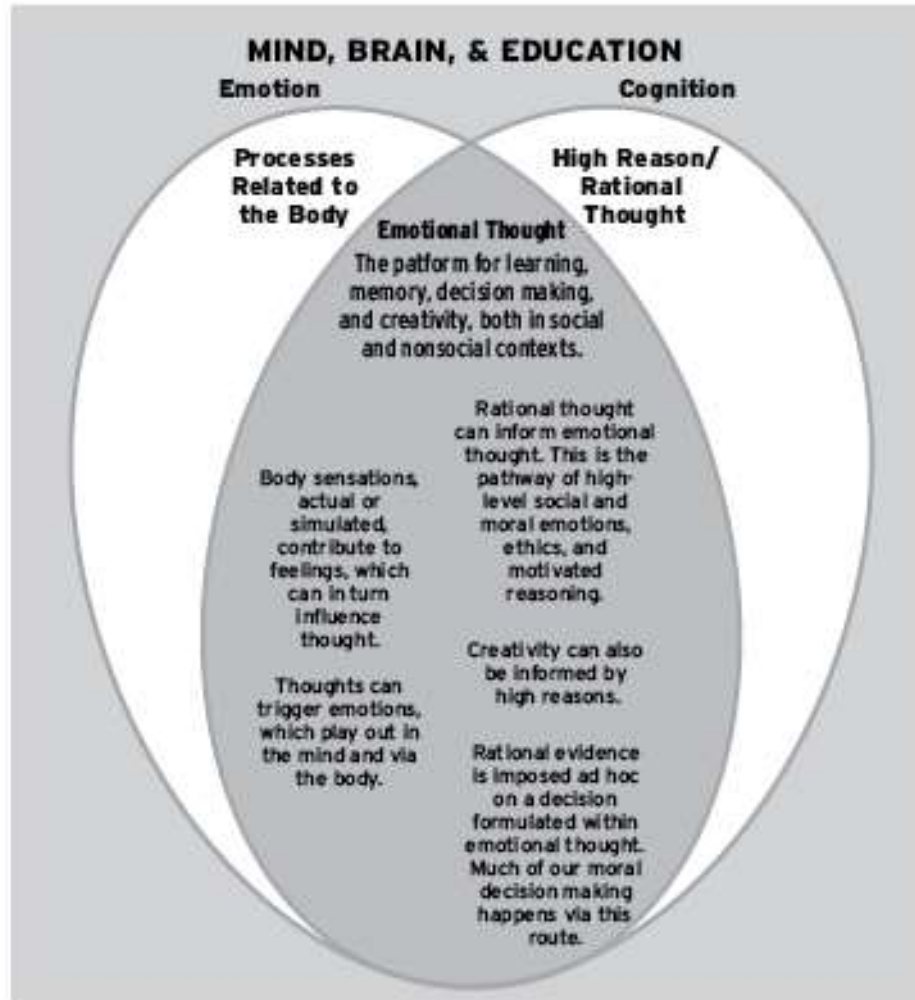 MIND, BRAIN, & EDUCATION
Emotion
Cognition
Processes
Related to
the Body
High Reason/
Rational
Thought
Emotional Thought
The patform for learning,
memory, decision making,
and creativity, both in social
and nonsocial contexts.
Body sensations,
actual or
simulated,
contribute to
feelings, which
can in turn
influence
thought.
Thoughts can
trigger emotions,
which play out in
the mind and via
the body.
Rational thought
can inform emotional
thought. This is the
pathway of high-
level social and
moral emotions,
ethics, and
motivated
reasoning.
Creativity can also
be informed by
high reasons.
Rational evidence
is imposed ad hoc
on a decision
formulated within
emotional thought.
Much of our moral
decision making
happens via this
route.